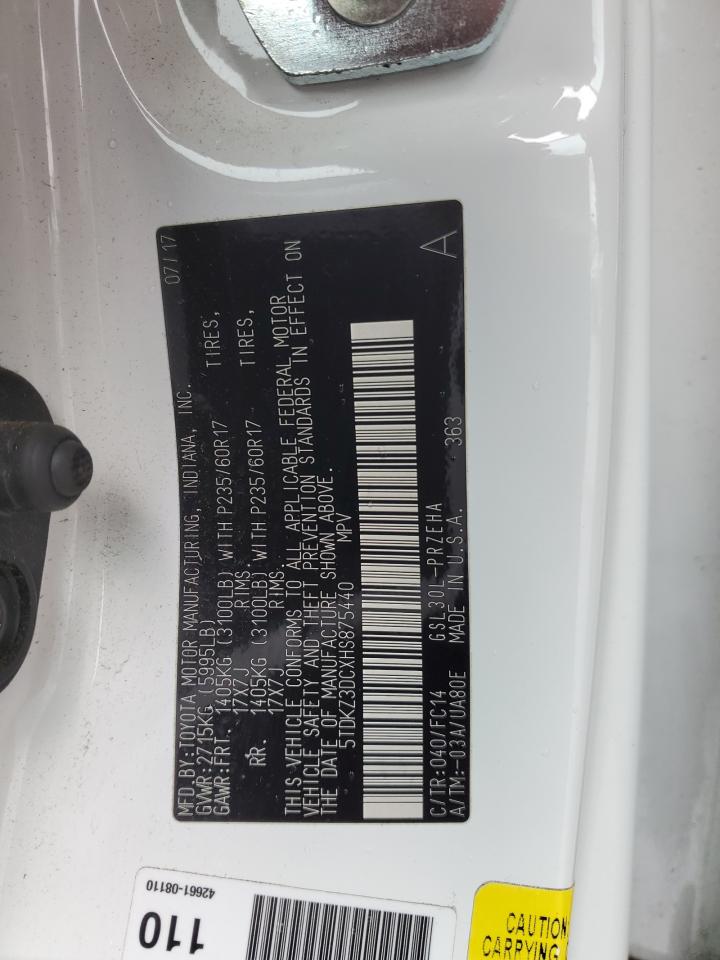 MFD.BY:TOYOTA MOTOR MANUFACTURING, INDIANA, INC. 07/17
GVWR:2715KG (5995LB)
GAWR:FRT. 1405KG (3100LB) WITH P235/60R17 TIRES,
17X7J RIMS.
RR. 1405KG (3100LB) WITH P235/60R17 TIRES,
17X7J RIMS.
THIS VEHICLE CONFORMS TO ALL APPLICABLE FEDERAL MOTOR
VEHICLE SAFETY AND THEFT PREVENTION STANDARDS IN EFFECT ON
THE DATE OF MANUFACTURE SHOWN ABOVE.
5TDKZ3DCXHS875440 MPV
C/TR:040/FC14 GSL30L-PRZEHA 363 A
A/TM:-03A/UA80E MADE IN U.S.A.
42661-08110
110
CAUTION
CARRYING